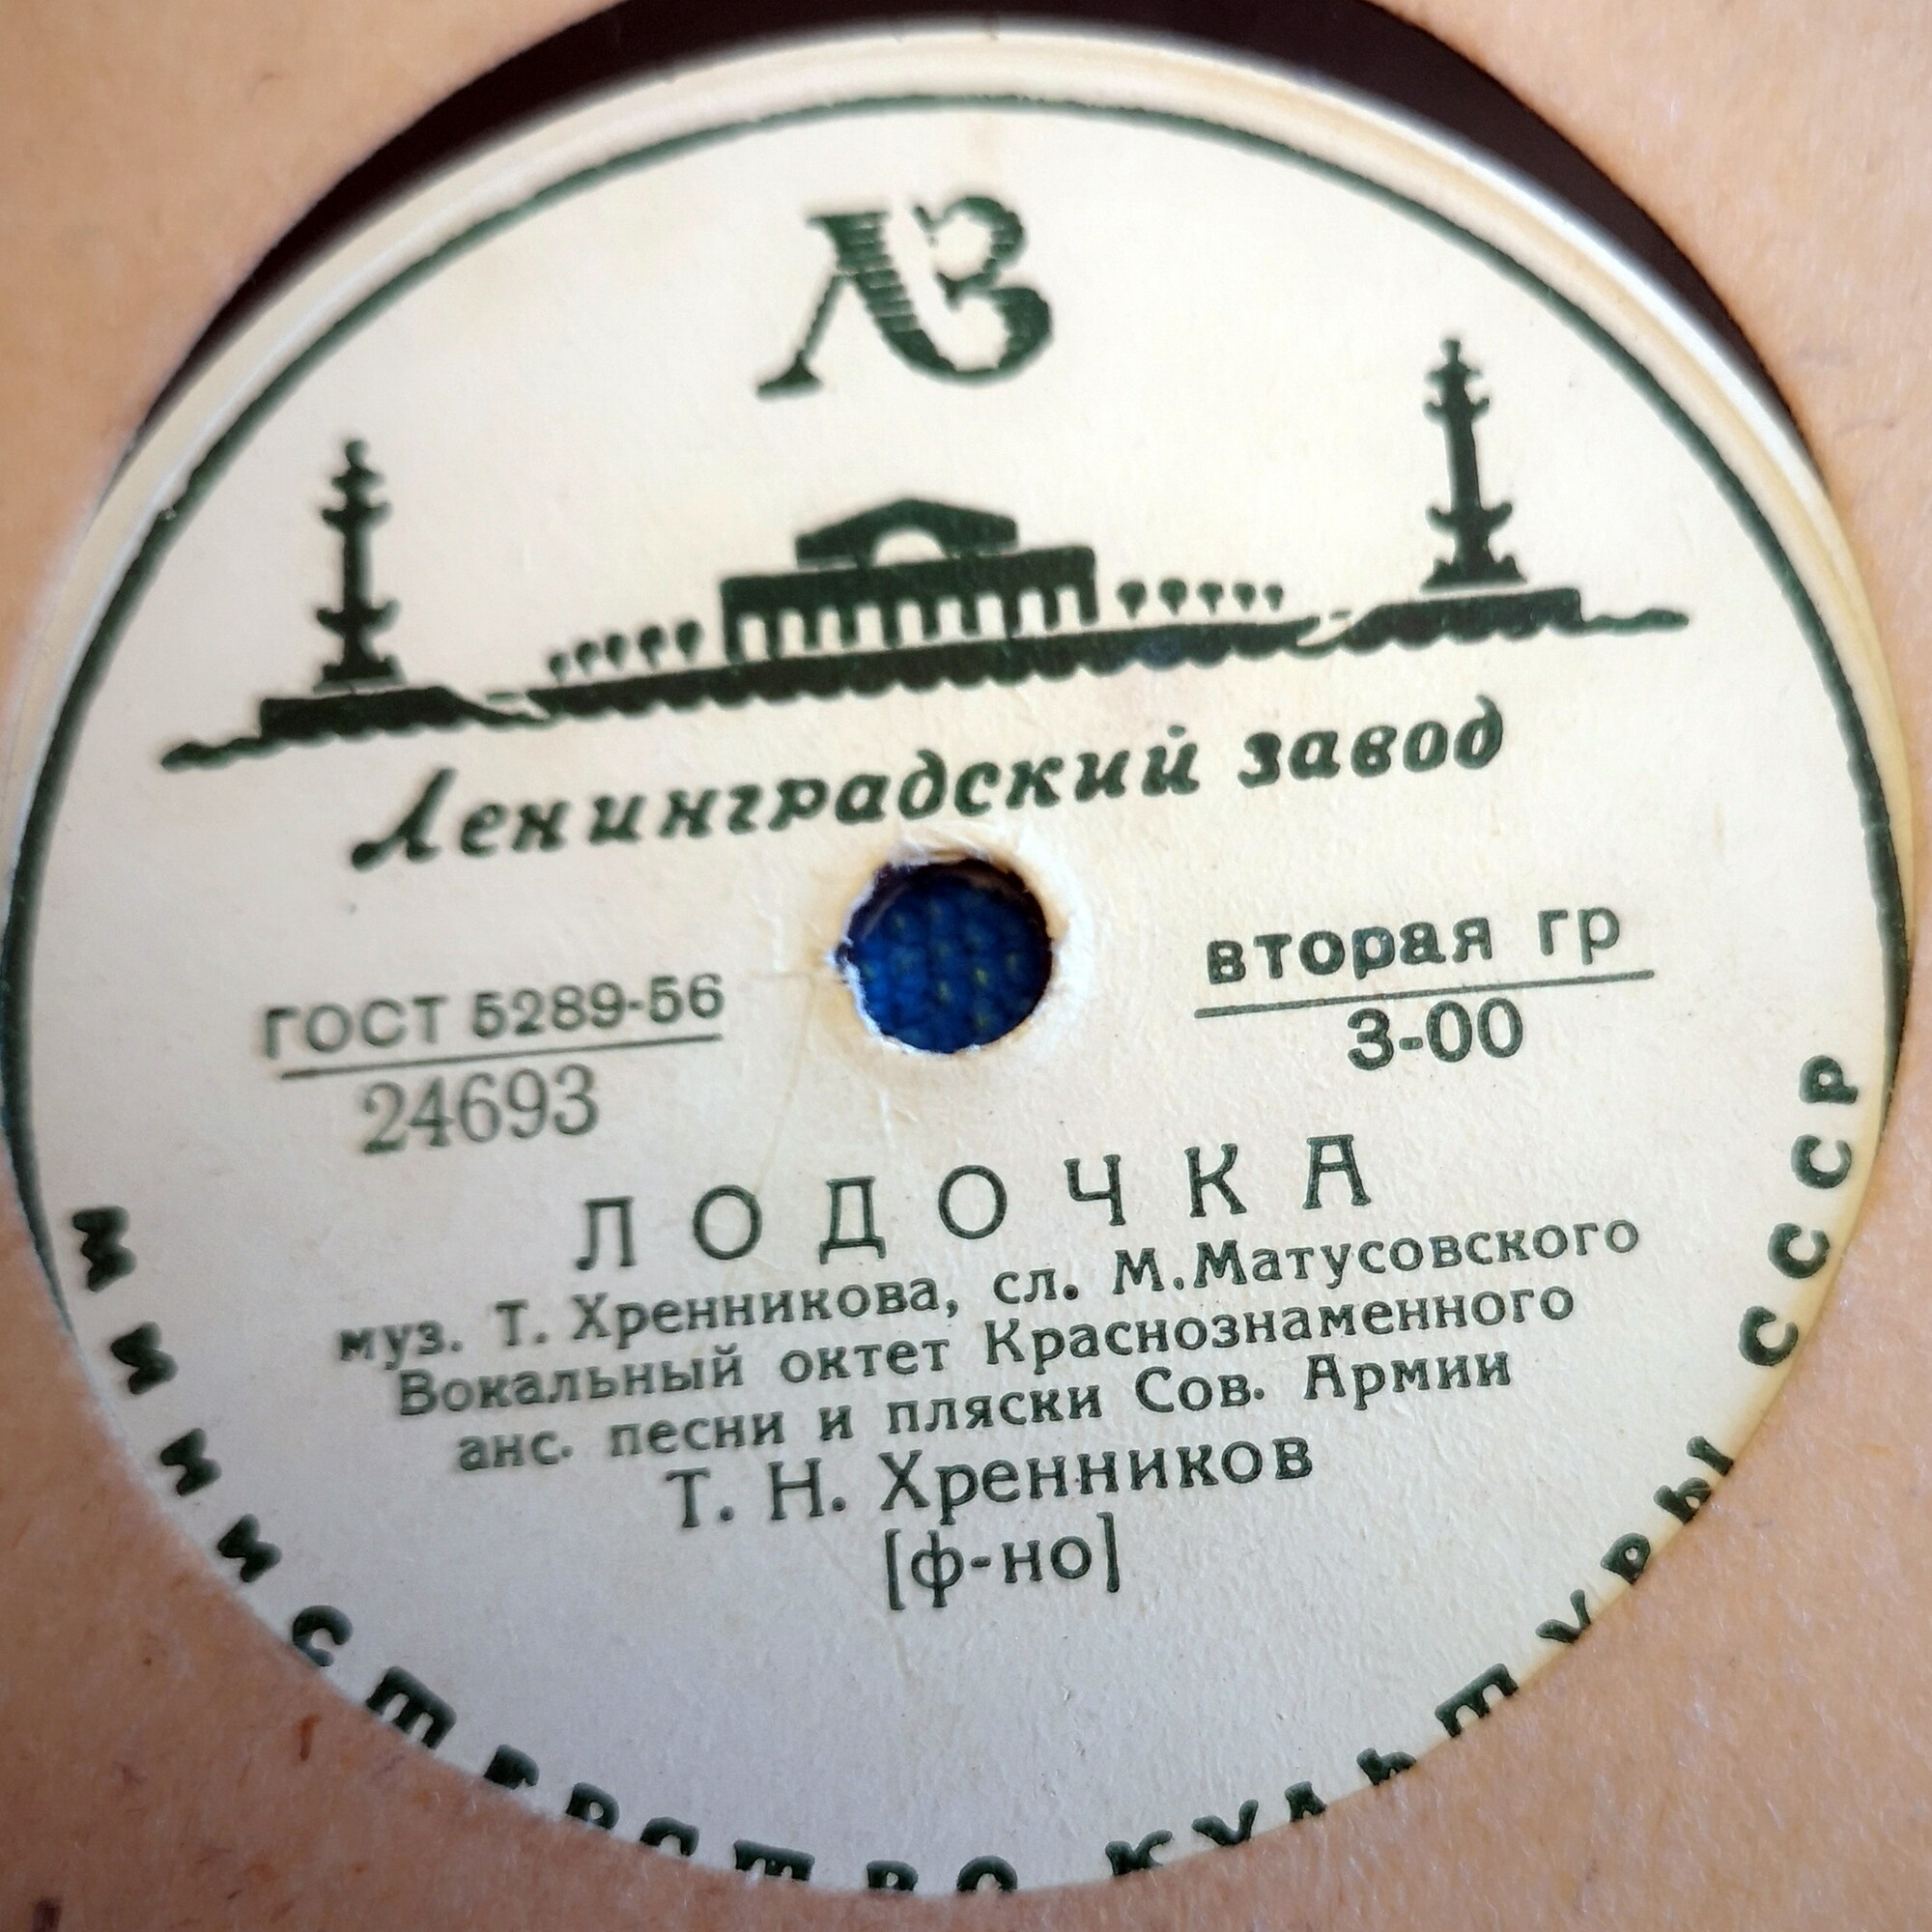 ЛЗ
Ленинградский завод
ГОСТ 5289-56
24693
вторая гр
3-00
ЛОДОЧКА
муз. Т. Хренникова, сл. М.Матусовского
Вокальный октет Краснознаменного
анс. песни и пляски Сов. Армии
Т. Н. Хренников
[ф-но]
МИНИСТЕРСТВО КУЛЬТУРЫ СССР